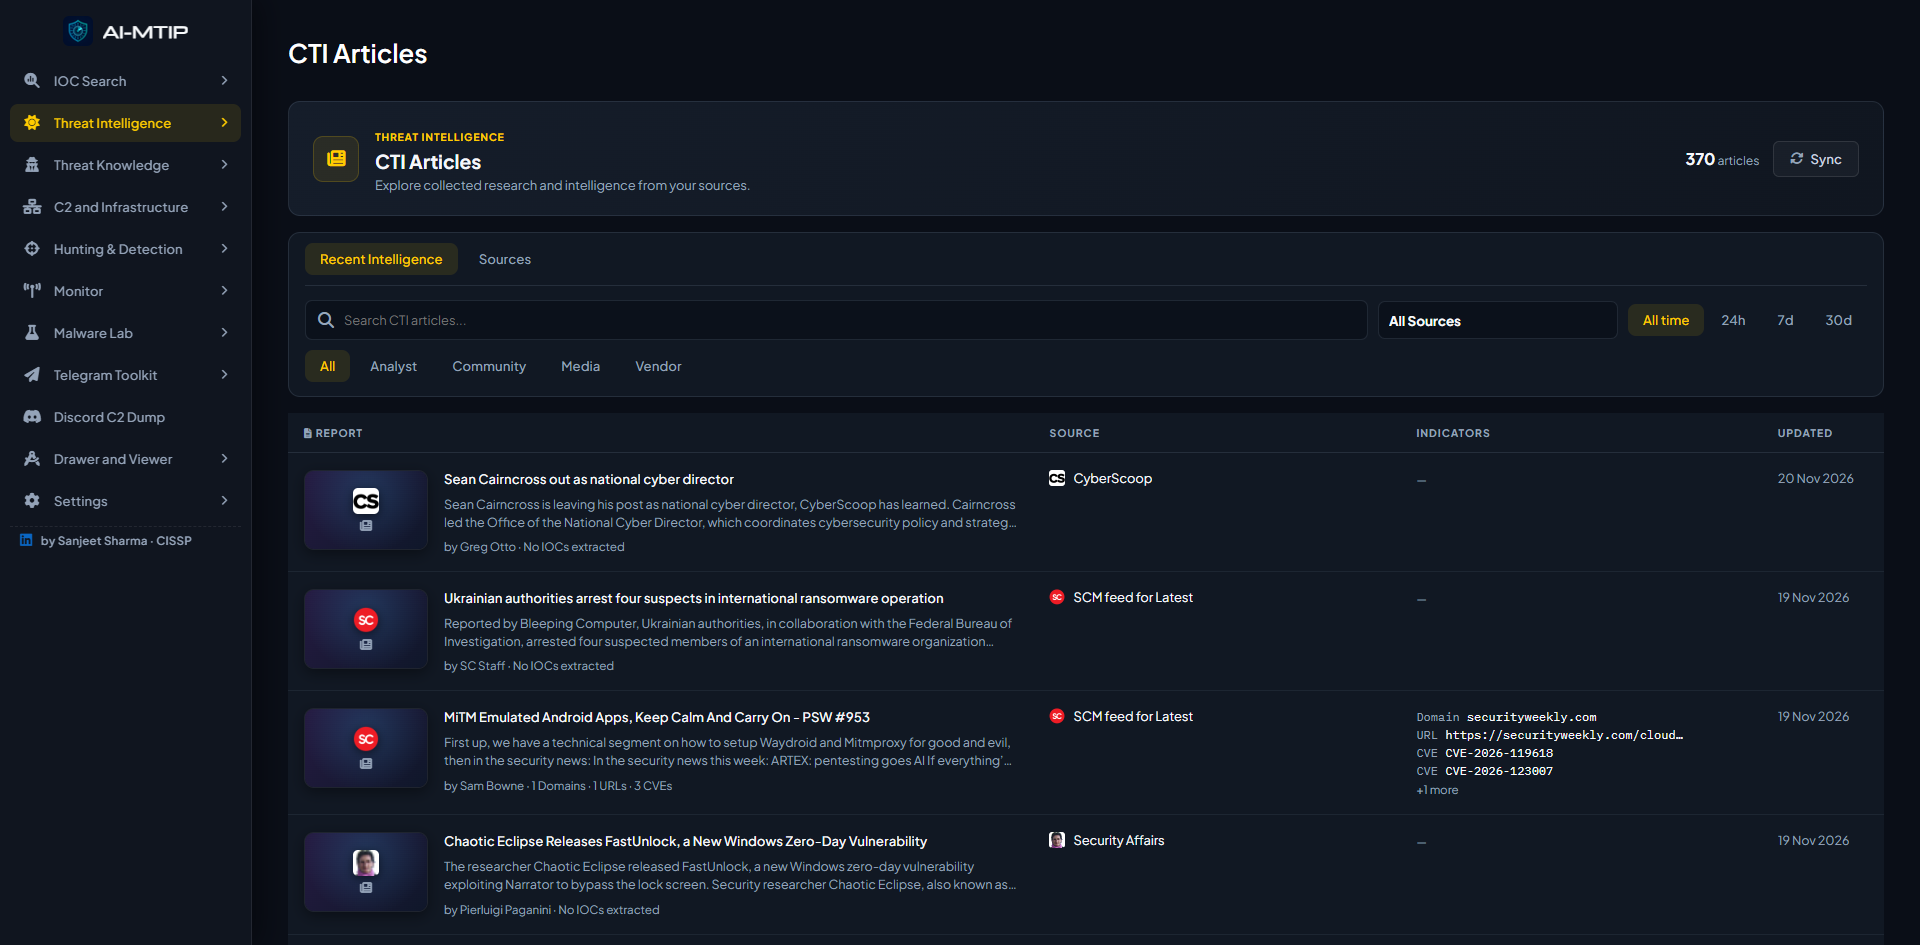 AI-MTIP
IOC Search
Threat Intelligence
Threat Knowledge
C2 and Infrastructure
Hunting & Detection
Monitor
Malware Lab
Telegram Toolkit
Discord C2 Dump
Drawer and Viewer
Settings
by Sanjeet Sharma · CISSP
CTI Articles
THREAT INTELLIGENCE
CTI Articles
Explore collected research and intelligence from your sources.
370 articles
Sync
Recent Intelligence
Sources
Search CTI articles...
All Sources
All time
24h
7d
30d
All
Analyst
Community
Media
Vendor
REPORT
SOURCE
INDICATORS
UPDATED
CS
Sean Cairncross out as national cyber director
Sean Cairncross is leaving his post as national cyber director, CyberScoop has learned. Cairncross
led the Office of the National Cyber Director, which coordinates cybersecurity policy and strateg...
by Greg Otto · No IOCs extracted
CS CyberScoop
—
20 Nov 2026
SC
Ukrainian authorities arrest four suspects in international ransomware operation
Reported by Bleeping Computer, Ukrainian authorities, in collaboration with the Federal Bureau of
Investigation, arrested four suspected members of an international ransomware organization...
by SC Staff · No IOCs extracted
SC SCM feed for Latest
—
19 Nov 2026
SC
MiTM Emulated Android Apps, Keep Calm And Carry On - PSW #953
First up, we have a technical segment on how to setup Waydroid and Mitmproxy for good and evil,
then in the security news: In the security news this week: ARTEX: pentesting goes AI If everything'...
by Sam Bowne · 1 Domains · 1 URLs · 3 CVEs
SC SCM feed for Latest
Domain securityweekly.com
URL https://securityweekly.com/cloud…
CVE CVE-2026-119618
CVE CVE-2026-123007
+1 more
19 Nov 2026
Chaotic Eclipse Releases FastUnlock, a New Windows Zero-Day Vulnerability
The researcher Chaotic Eclipse released FastUnlock, a new Windows zero-day vulnerability
exploiting Narrator to bypass the lock screen. Security researcher Chaotic Eclipse, also known as...
by Pierluigi Paganini · No IOCs extracted
Security Affairs
—
19 Nov 2026